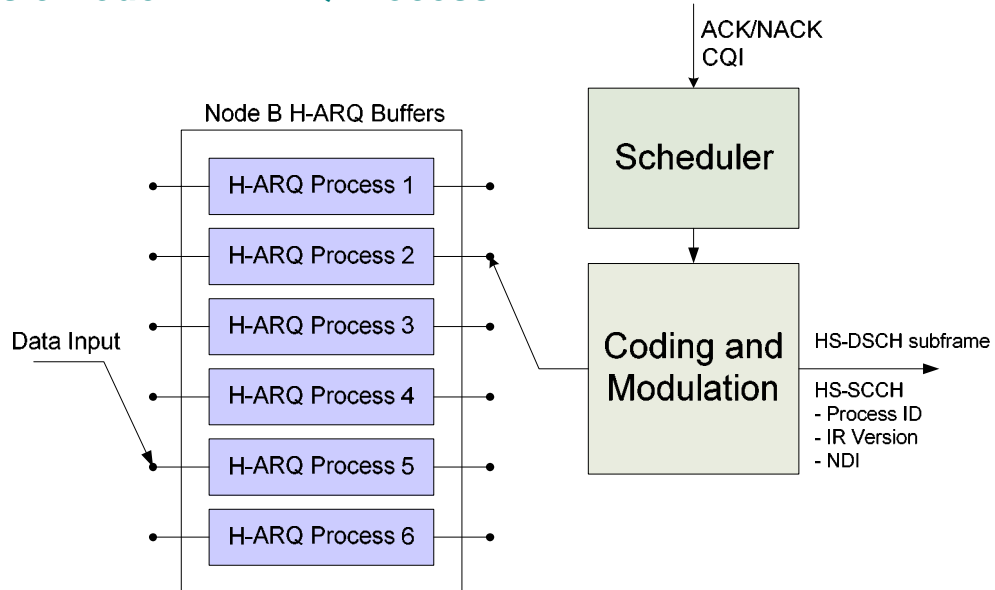 ACK/NACK
CQI
Node B H-ARQ Buffers
Scheduler
H-ARQ Process 1
H-ARQ Process 2
H-ARQ Process 3
H-ARQ Process 4
H-ARQ Process 5
H-ARQ Process 6
Data Input
Coding and
Modulation
HS-DSCH subframe
HS-SCCH
- Process ID
- IR Version
- NDI